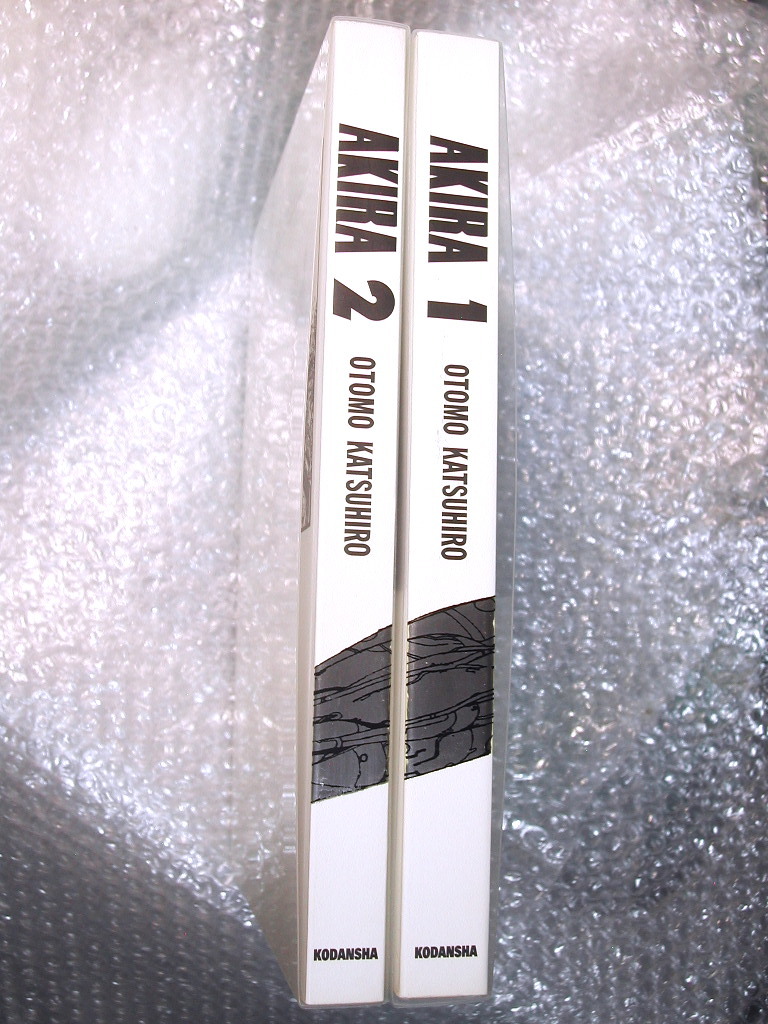 AKIRA 2 OTOMO KATSUHIRO
KODANSHA
AKIRA 1 OTOMO KATSUHIRO
KODANSHA